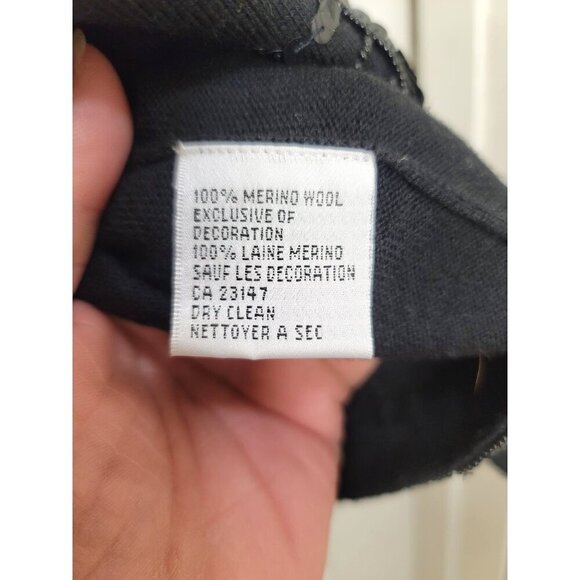 100% MERINO WOOL
EXCLUSIVE OF
DECORATION
100% LAINE MERINO
SAUF LES DECORATION
CA 23147
DRY CLEAN
NETTOYER A SEC